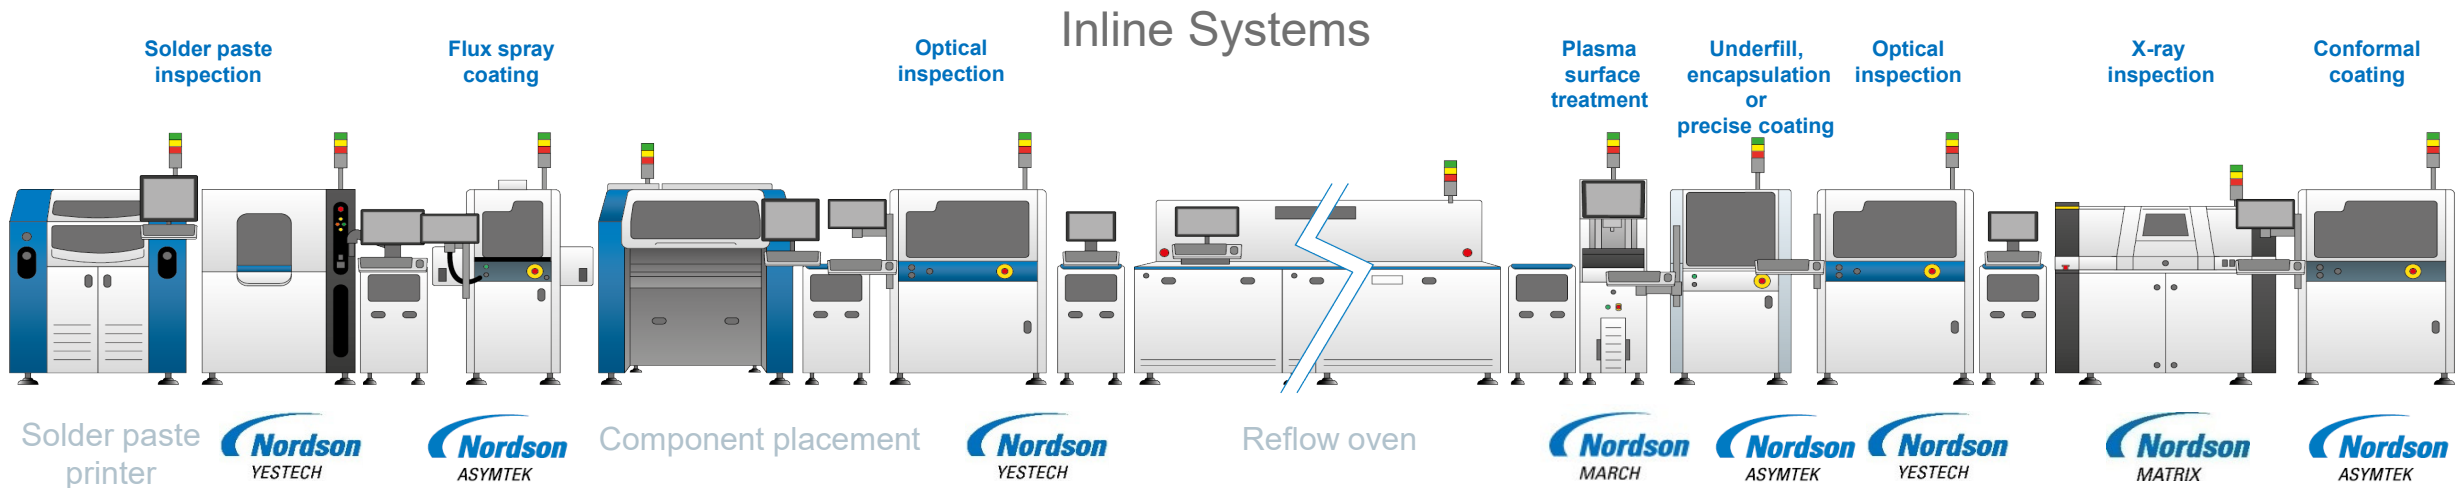 Inline Systems
Solder paste
inspection
Flux spray
coating
Optical
inspection
Plasma
surface
treatment
Underfill,
encapsulation
or
precise coating
Optical
inspection
X-ray
inspection
Conformal
coating
Solder paste
printer
Nordson
YESTECH
Nordson
ASYMTEK
Component placement
Nordson
YESTECH
Reflow oven
Nordson
MARCH
Nordson
ASYMTEK
Nordson
YESTECH
Nordson
MATRIX
Nordson
ASYMTEK